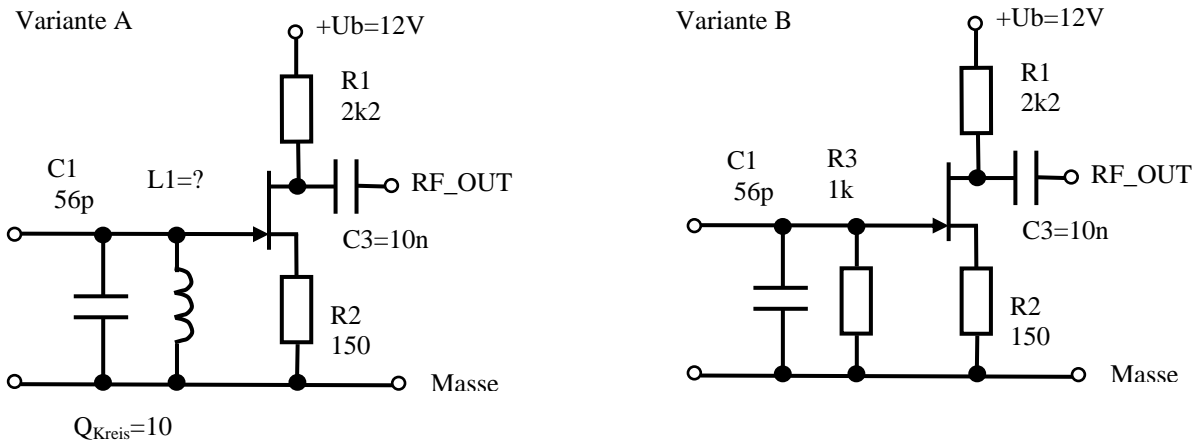 Variante A
+Ub=12V
R1
2k2
C1
56p
L1=?
RF_OUT
C3=10n
R2
150
Masse
QKreis=10
Variante B
+Ub=12V
R1
2k2
C1
56p
R3
1k
RF_OUT
C3=10n
R2
150
Masse